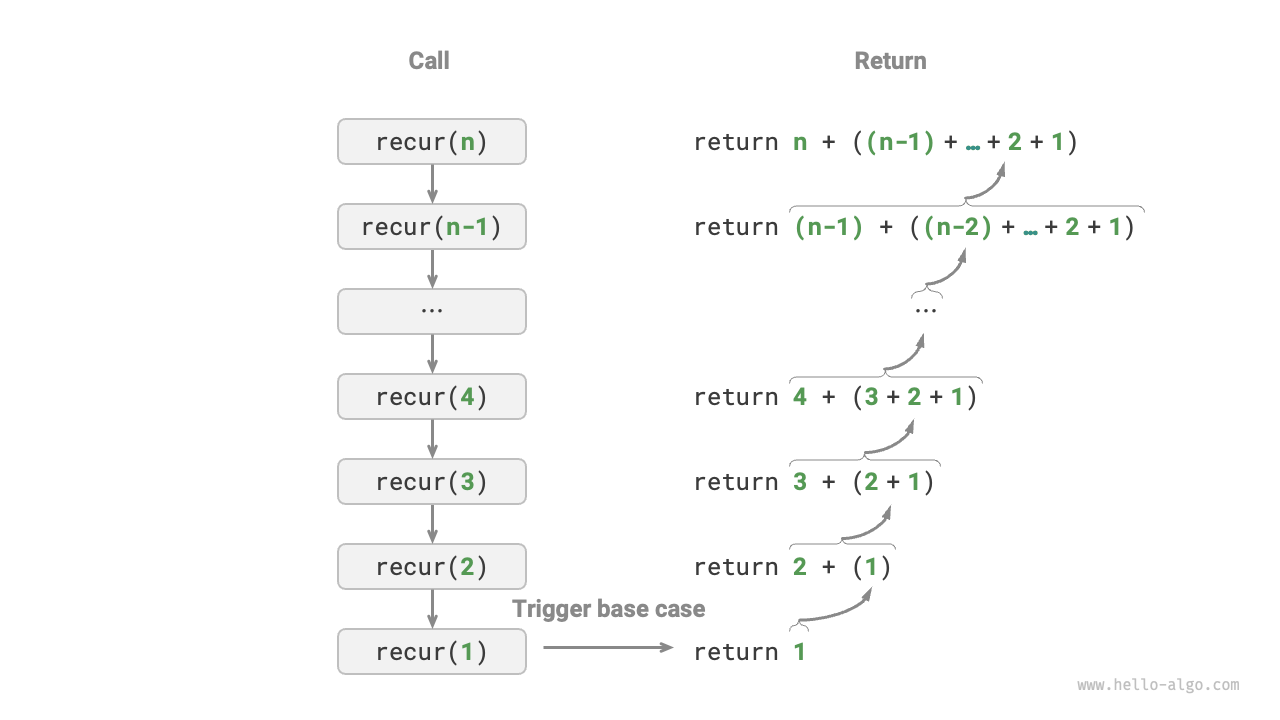 Call
Return
recur(n)
return n + ((n-1) + … + 2 + 1)
recur(n-1)
return (n-1) + ((n-2) + … + 2 + 1)
…
…
recur(4)
return 4 + (3 + 2 + 1)
recur(3)
return 3 + (2 + 1)
recur(2)
return 2 + (1)
Trigger base case
recur(1)
return 1
www.hello-algo.com